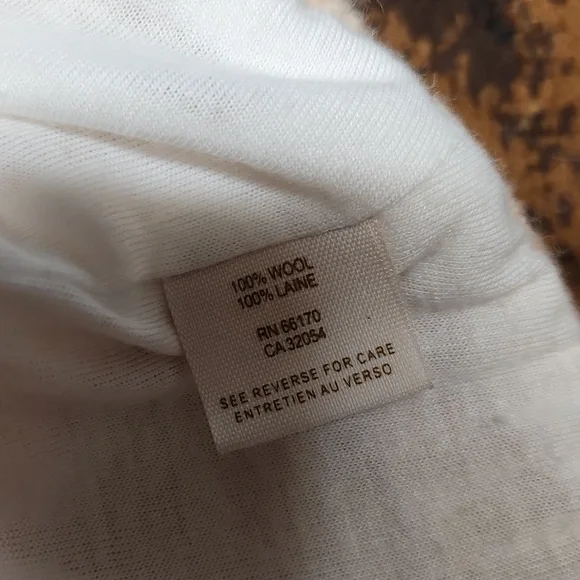 100% WOOL
100% LAINE
RN 66170
CA 32054
SEE REVERSE FOR CARE
ENTRETIEN AU VERSO